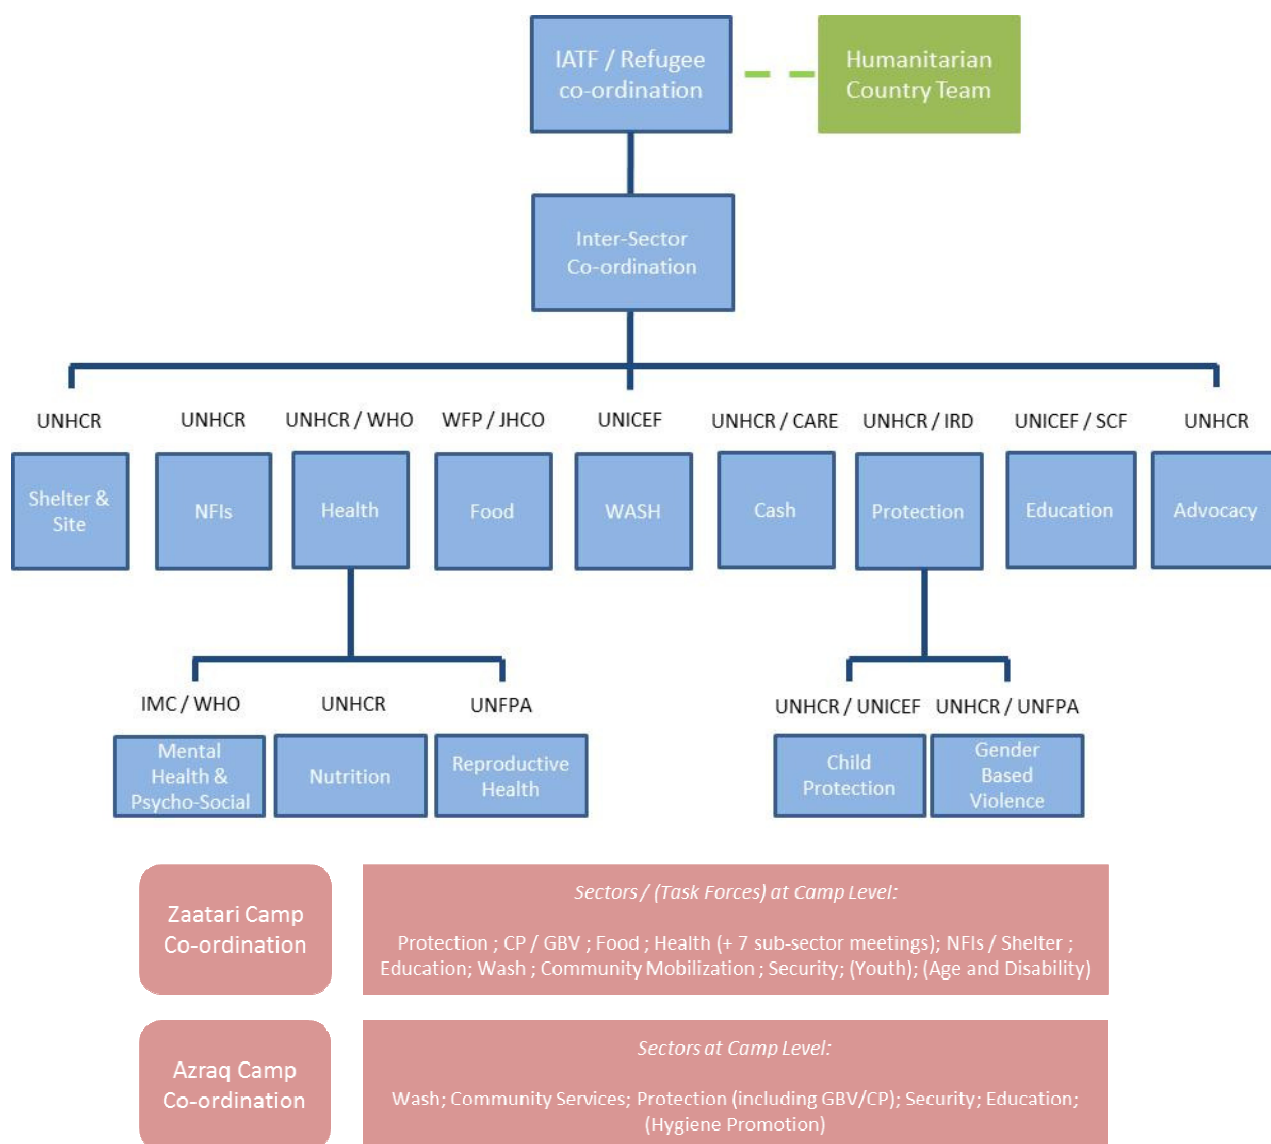 IATF / Refugee
co-ordination
Humanitarian
Country Team
Inter-Sector
Co-ordination
UNHCR
UNHCR
UNHCR / WHO
WFP / JHCO
UNICEF
UNHCR / CARE
UNHCR / IRD
UNICEF / SCF
UNHCR
Shelter &
Site
NFIs
Health
Food
WASH
Cash
Protection
Education
Advocacy
IMC / WHO
UNHCR
UNFPA
UNHCR / UNICEF
UNHCR / UNFPA
Mental
Health &
Psycho-Social
Nutrition
Reproductive
Health
Child
Protection
Gender
Based
Violence
Zaatari Camp
Co-ordination
Sectors / (Task Forces) at Camp Level:
Protection ; CP / GBV ; Food ; Health (+ 7 sub-sector meetings); NFIs / Shelter ;
Education; Wash ; Community Mobilization ; Security; (Youth); (Age and Disability)
Azraq Camp
Co-ordination
Sectors at Camp Level:
Wash; Community Services; Protection (including GBV/CP); Security; Education;
(Hygiene Promotion)